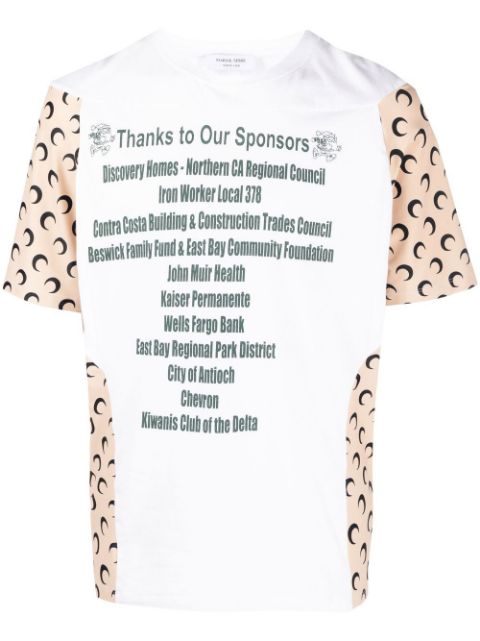 MARINE SERRE
Thanks to Our Sponsors
Discovery Homes - Northern CA Regional Council
Iron Worker Local 378
Contra Costa Building & Construction Trades Council
Beswick Family Fund & East Bay Community Foundation
John Muir Health
Kaiser Permanente
Wells Fargo Bank
East Bay Regional Park District
City of Antioch
Chevron
Kiwanis Club of the Delta